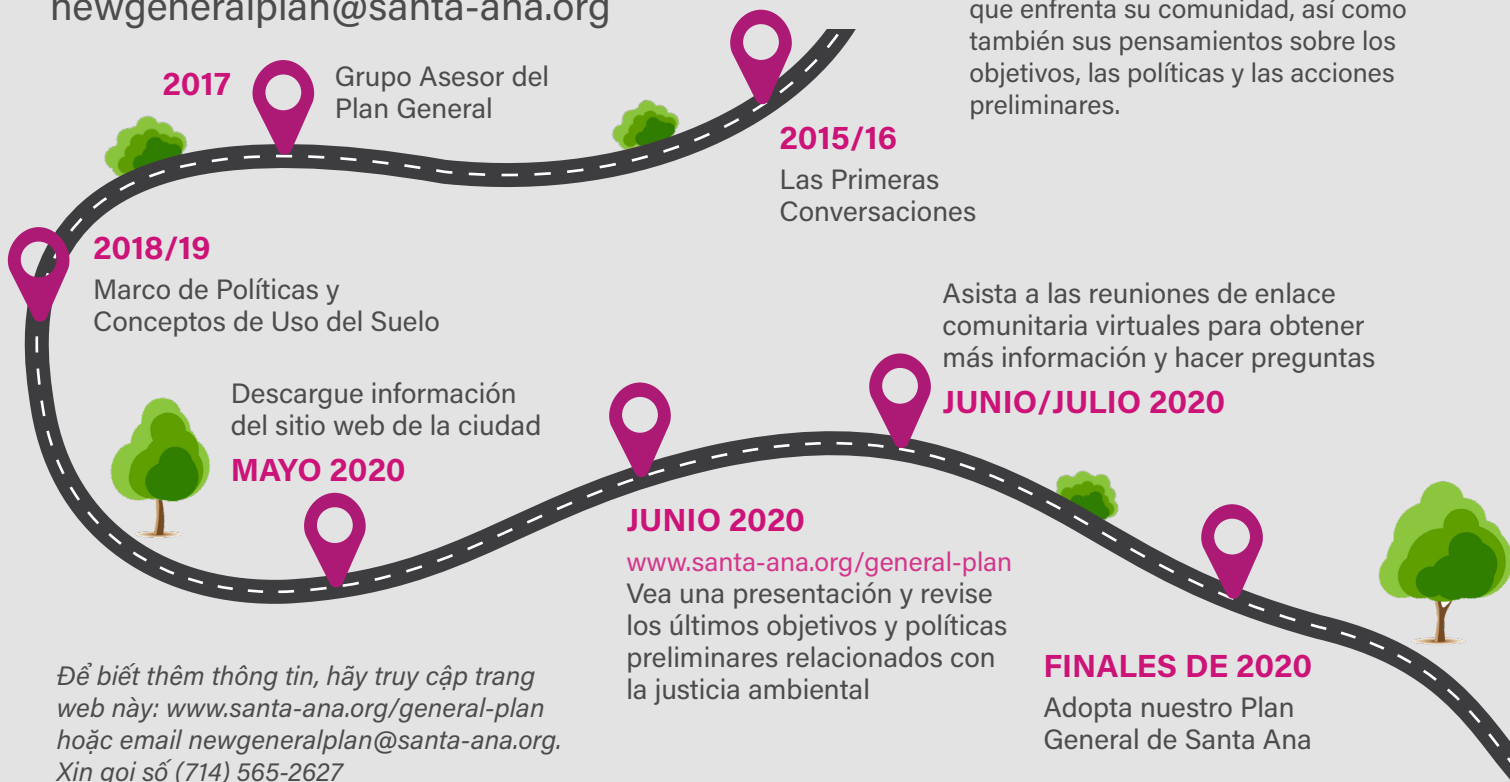 newgeneralplan@santa-ana.org
que enfrenta su comunidad, así como
también sus pensamientos sobre los
objetivos, las políticas y las acciones
preliminares.
2015/16
Las Primeras
Conversaciones
2017
Grupo Asesor del
Plan General
2018/19
Marco de Políticas y
Conceptos de Uso del Suelo
Descargue información
del sitio web de la ciudad
MAYO 2020
JUNIO 2020
www.santa-ana.org/general-plan
Vea una presentación y revise
los últimos objetivos y políticas
preliminares relacionados con
la justicia ambiental
Asista a las reuniones de enlace
comunitaria virtuales para obtener
más información y hacer preguntas
JUNIO/JULIO 2020
FINALES DE 2020
Adopta nuestro Plan
General de Santa Ana
Để biết thêm thông tin, hãy truy cập trang
web này: www.santa-ana.org/general-plan
hoặc email newgeneralplan@santa-ana.org.
Xin gọi số (714) 565-2627